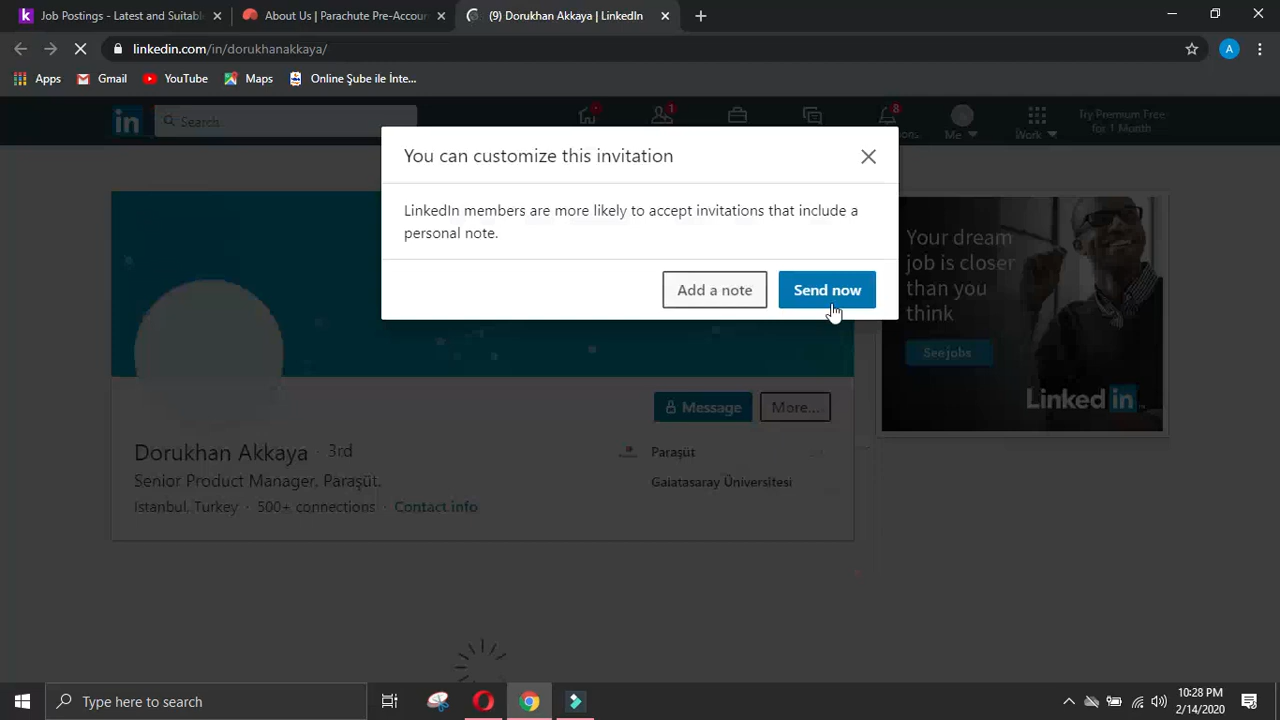 Job Postings - Latest and Suitabl
About Us | Parachute Pre-Accour
(9) Dorukhan Akkaya | LinkedIn
linkedin.com/in/dorukhanakkaya/
A
Apps
Gmail
YouTube
Maps
Online Şube ile İnte...
in
Search
1
8
Me
Work
Try Premium Free
for 1 Month
You can customize this invitation
LinkedIn members are more likely to accept invitations that include a
personal note.
Add a note
Send now
Your dream
job is closer
than you
think
See jobs
Linked in
Message
More...
Dorukhan Akkaya · 3rd
Senior Product Manager, Paraşüt.
Istanbul, Turkey · 500+ connections · Contact info
Paraşüt
Galatasaray Üniversitesi
Type here to search
10:28 PM
2/14/2020